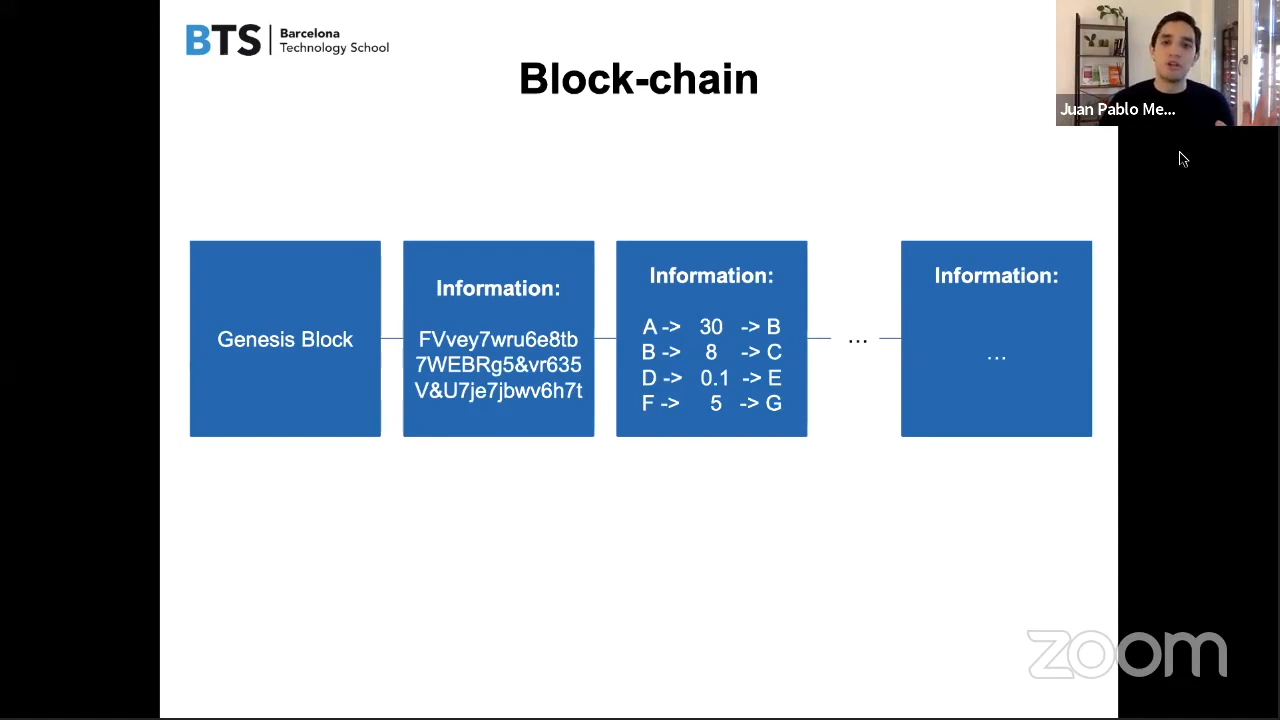 BTS
Barcelona
Technology School
Block-chain
Juan Pablo Me...
Genesis Block
Information:
FVvey7wru6e8tb
7WEBRg5&vr635
V&U7je7jbwv6h7t
Information:
A -> 30 -> B
B -> 8 -> C
D -> 0.1 -> E
F -> 5 -> G
...
Information:
...
zoom